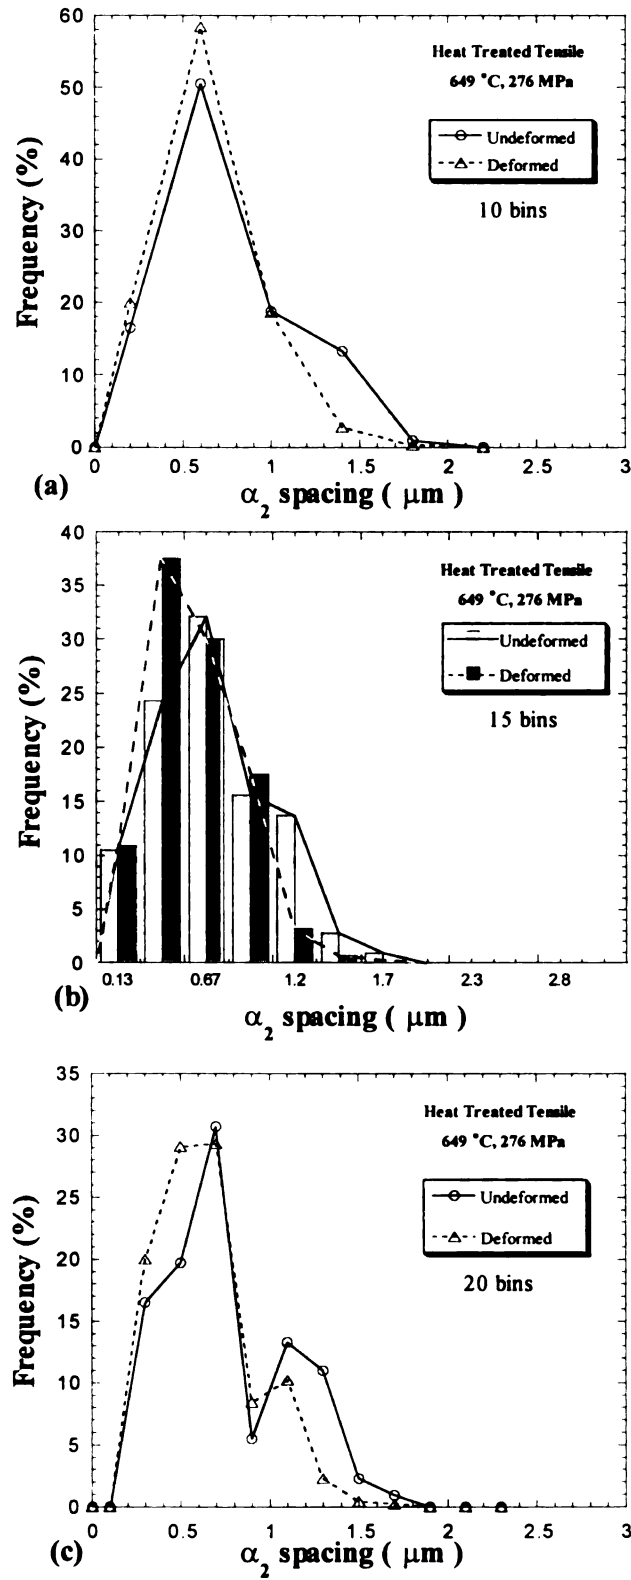 60
50
40
30
20
10
0
Frequency (%)
Heat Treated Tensile
649 °C, 276 MPa
Undeformed
Deformed
10 bins
0 0.5 1 1.5 2 2.5 3
(a)
α₂ spacing ( μm )
40
35
30
25
20
15
10
5
0
Frequency (%)
Heat Treated Tensile
649 °C, 276 MPa
Undeformed
Deformed
15 bins
0.13 0.67 1.2 1.7 2.3 2.8
(b)
α₂ spacing ( μm )
35
30
25
20
15
10
5
0
Frequency (%)
Heat Treated Tensile
649 °C, 276 MPa
Undeformed
Deformed
20 bins
0 0.5 1 1.5 2 2.5 3
(c)
α₂ spacing ( μm )